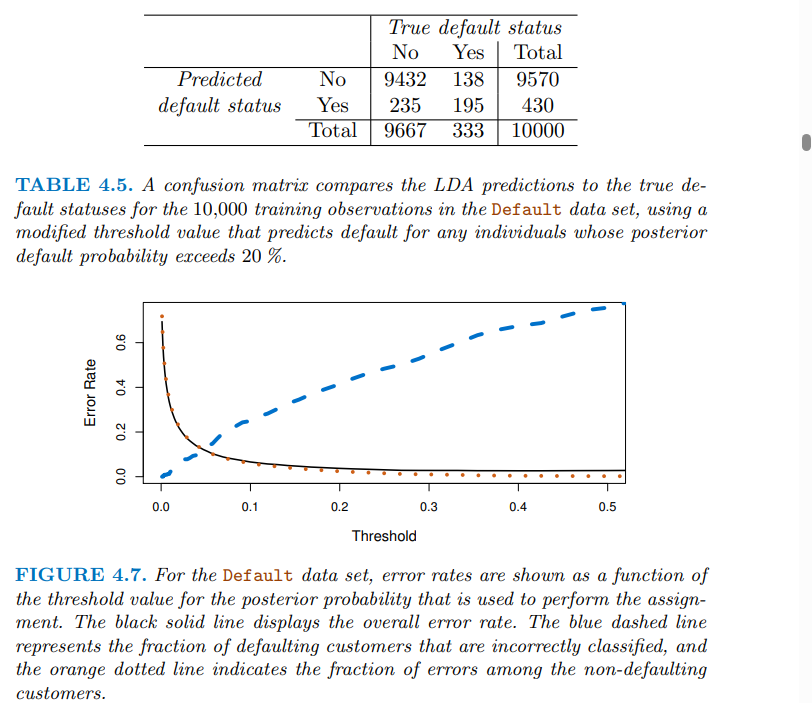 True default status
No Yes Total
Predicted No 9432 138 9570
default status Yes 235 195 430
Total 9667 333 10000
TABLE 4.5. A confusion matrix compares the LDA predictions to the true de-
fault statuses for the 10,000 training observations in the Default data set, using a
modified threshold value that predicts default for any individuals whose posterior
default probability exceeds 20 %.
0.6
0.4
0.2
0.0
Error Rate
0.0 0.1 0.2 0.3 0.4 0.5
Threshold
FIGURE 4.7. For the Default data set, error rates are shown as a function of
the threshold value for the posterior probability that is used to perform the assign-
ment. The black solid line displays the overall error rate. The blue dashed line
represents the fraction of defaulting customers that are incorrectly classified, and
the orange dotted line indicates the fraction of errors among the non-defaulting
customers.